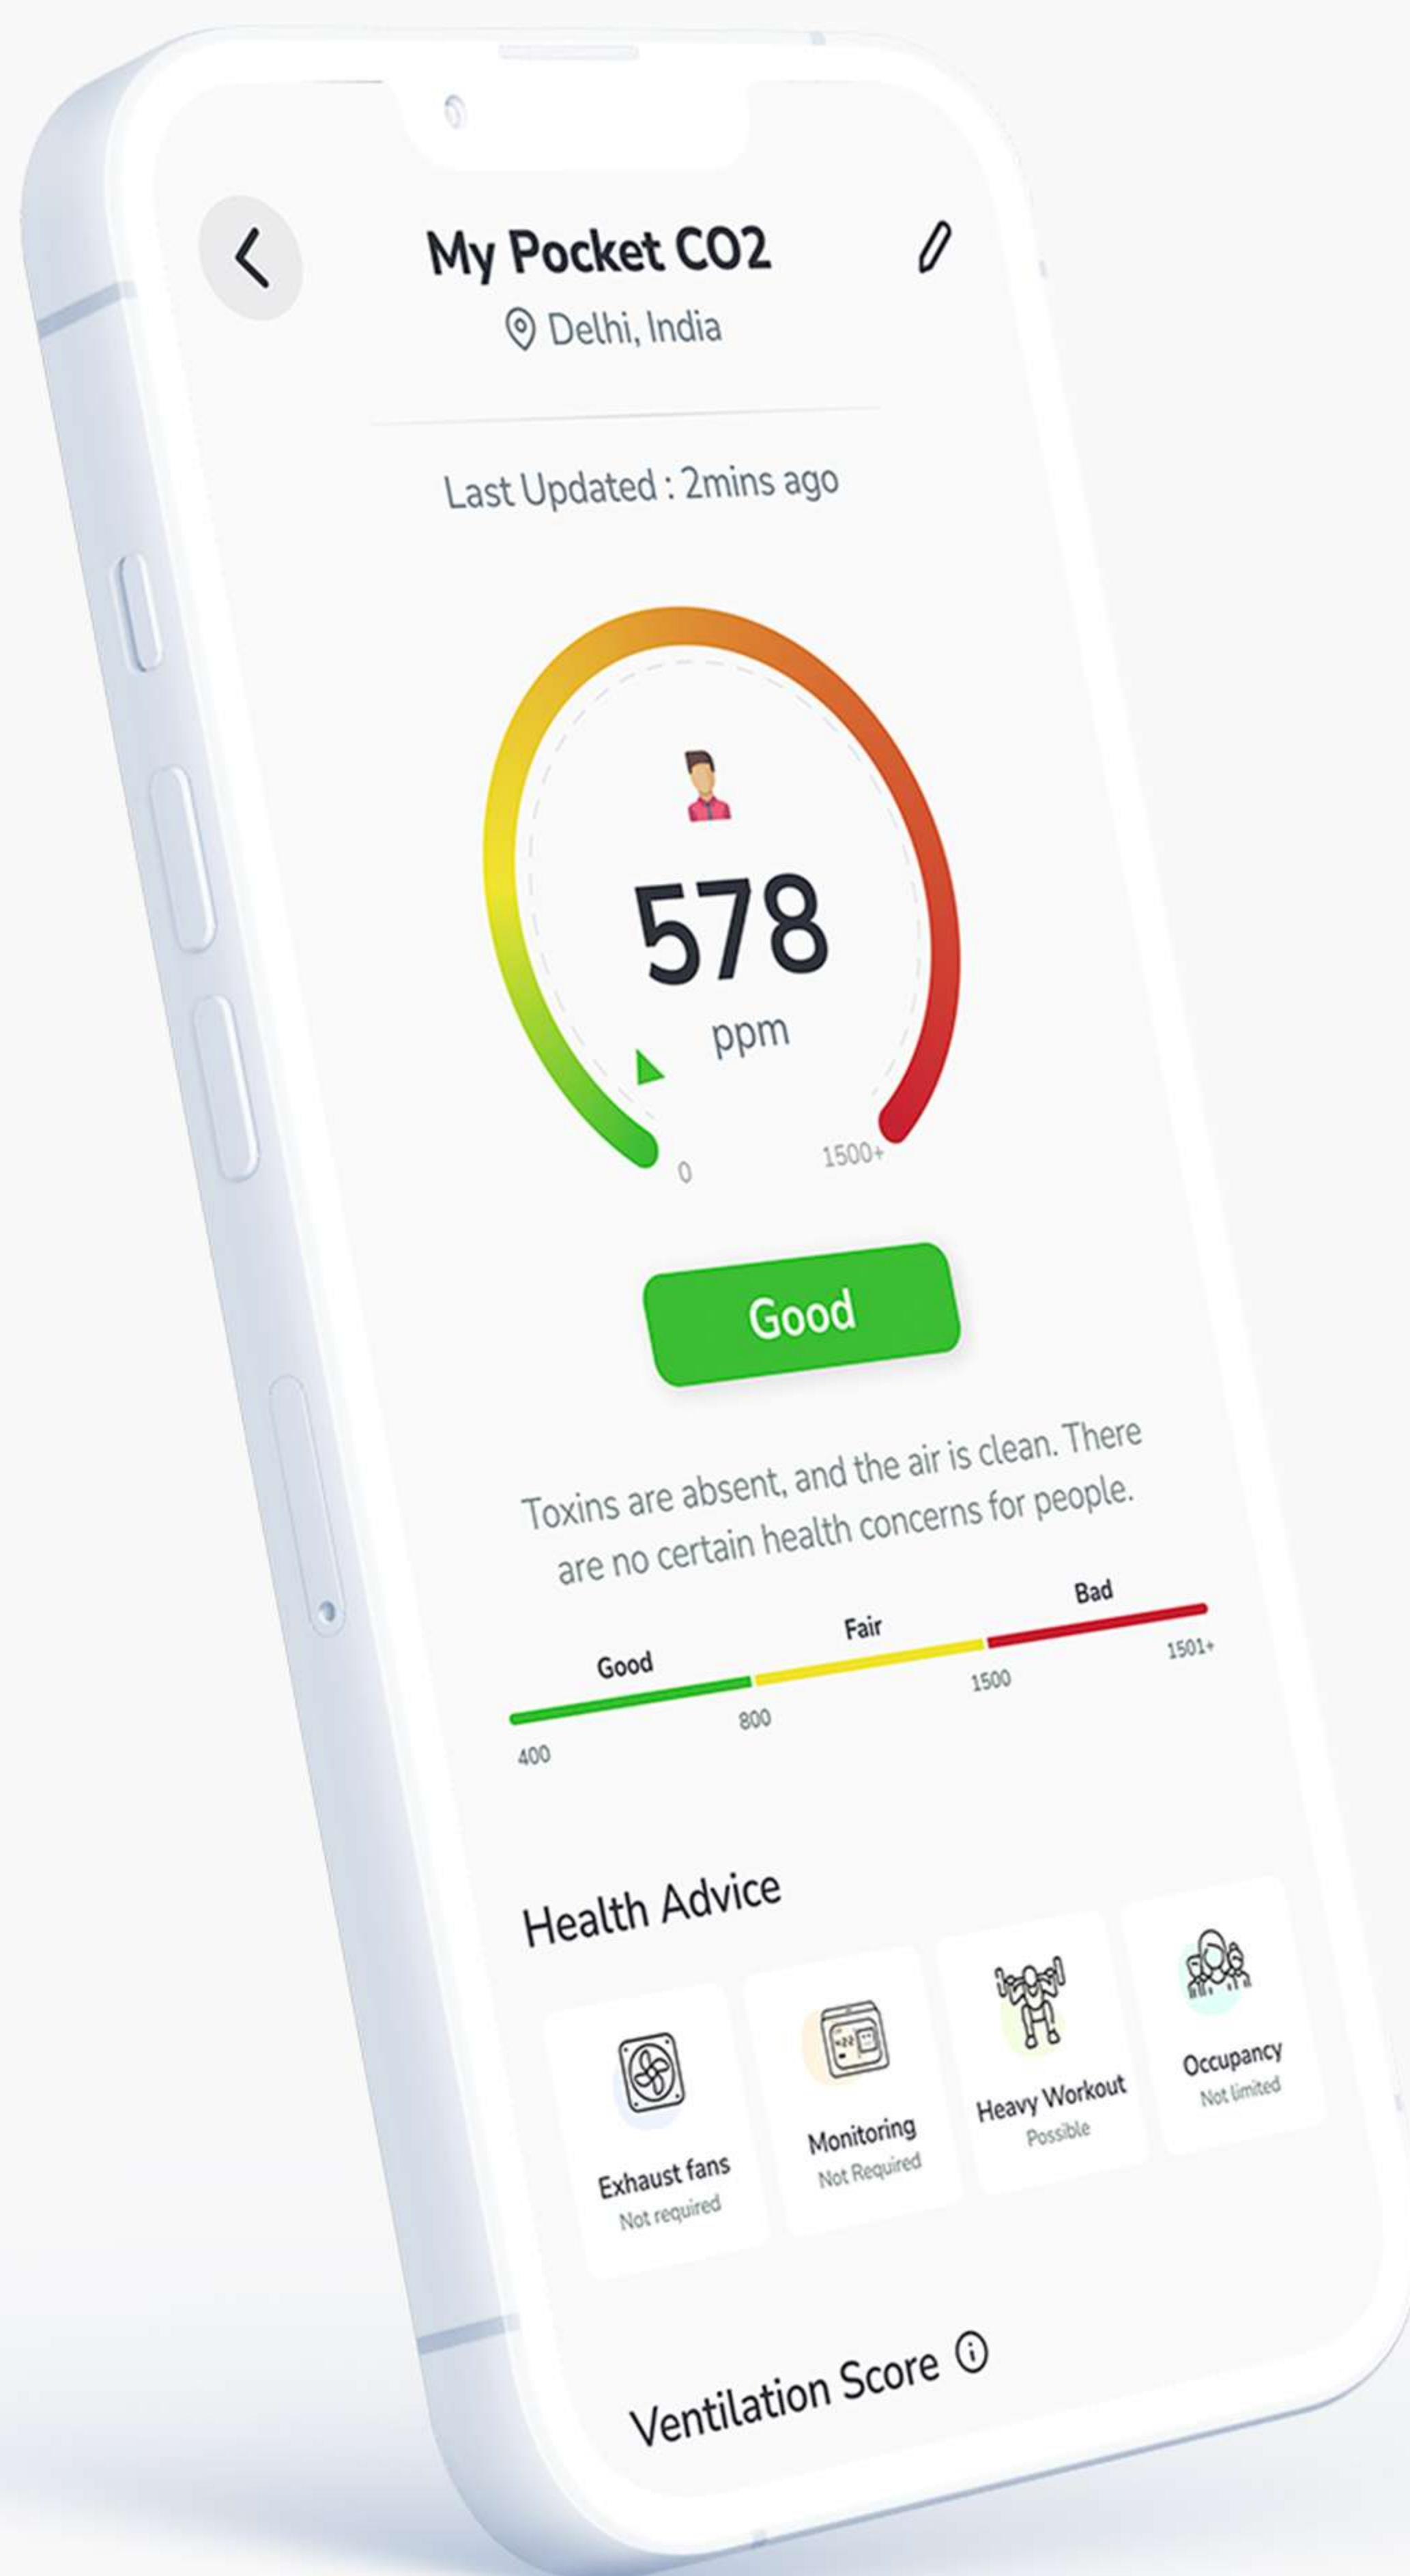 My Pocket CO2
Delhi, India
Last Updated : 2mins ago
578
ppm
0
1500+
Good
Toxins are absent, and the air is clean. There
are no certain health concerns for people.
Good
Fair
Bad
400
800
1500
1501+
Health Advice
Exhaust fans
Not required
Monitoring
Not Required
Heavy Workout
Possible
Occupancy
Not limited
Ventilation Score